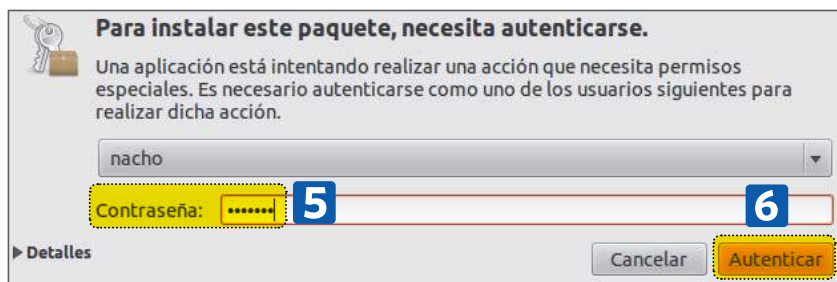 Para instalar este paquete, necesita autenticarse.
Una aplicación está intentando realizar una acción que necesita permisos
especiales. Es necesario autenticarse como uno de los usuarios siguientes para
realizar dicha acción.
nacho
Contraseña: ••••••• 5
6
Detalles
Cancelar Autenticar